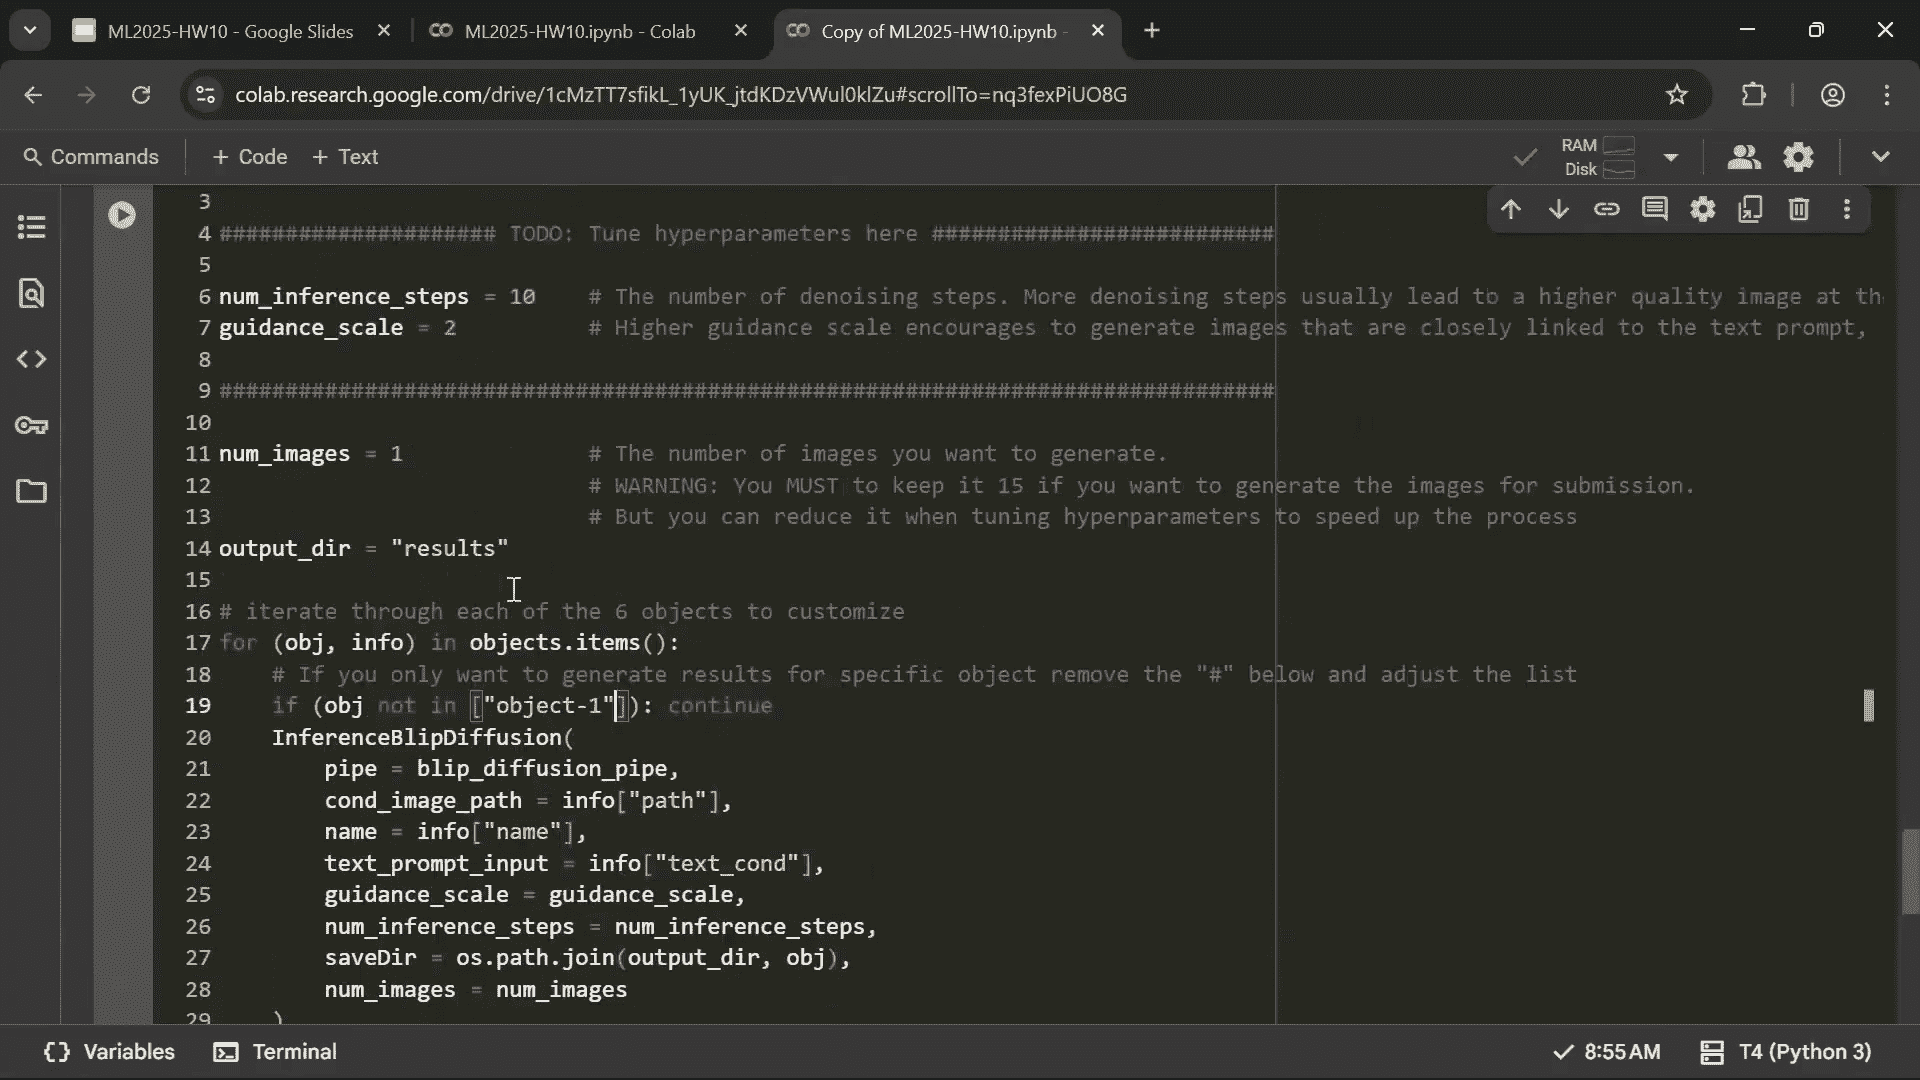 ML2025-HW10 - Google Slides
ML2025-HW10.ipynb - Colab
Copy of ML2025-HW10.ipynb -
colab.research.google.com/drive/1cMzTT7sfikL_1yUK_jtdKDzVWul0klZu#scrollTo=nq3fexPiUO8G
Commands
+ Code
+ Text
RAM
Disk
3
4 ##################### TODO: Tune hyperparameters here ##########################
5
6 num_inference_steps = 10 # The number of denoising steps. More denoising steps usually lead to a higher quality image at th
7 guidance_scale = 2 # Higher guidance scale encourages to generate images that are closely linked to the text prompt,
8
9 ################################################################################
10
11 num_images = 1 # The number of images you want to generate.
12 # WARNING: You MUST to keep it 15 if you want to generate the images for submission.
13 # But you can reduce it when tuning hyperparameters to speed up the process
14 output_dir = "results"
15
16 # iterate through each of the 6 objects to customize
17 for (obj, info) in objects.items():
18 # If you only want to generate results for specific object remove the "#" below and adjust the list
19 if (obj not in ["object-1"]): continue
20 InferenceBlipDiffusion(
21 pipe = blip_diffusion_pipe,
22 cond_image_path = info["path"],
23 name = info["name"],
24 text_prompt_input = info["text_cond"],
25 guidance_scale = guidance_scale,
26 num_inference_steps = num_inference_steps,
27 saveDir = os.path.join(output_dir, obj),
28 num_images = num_images
29 )
{} Variables
Terminal
8:55 AM
T4 (Python 3)